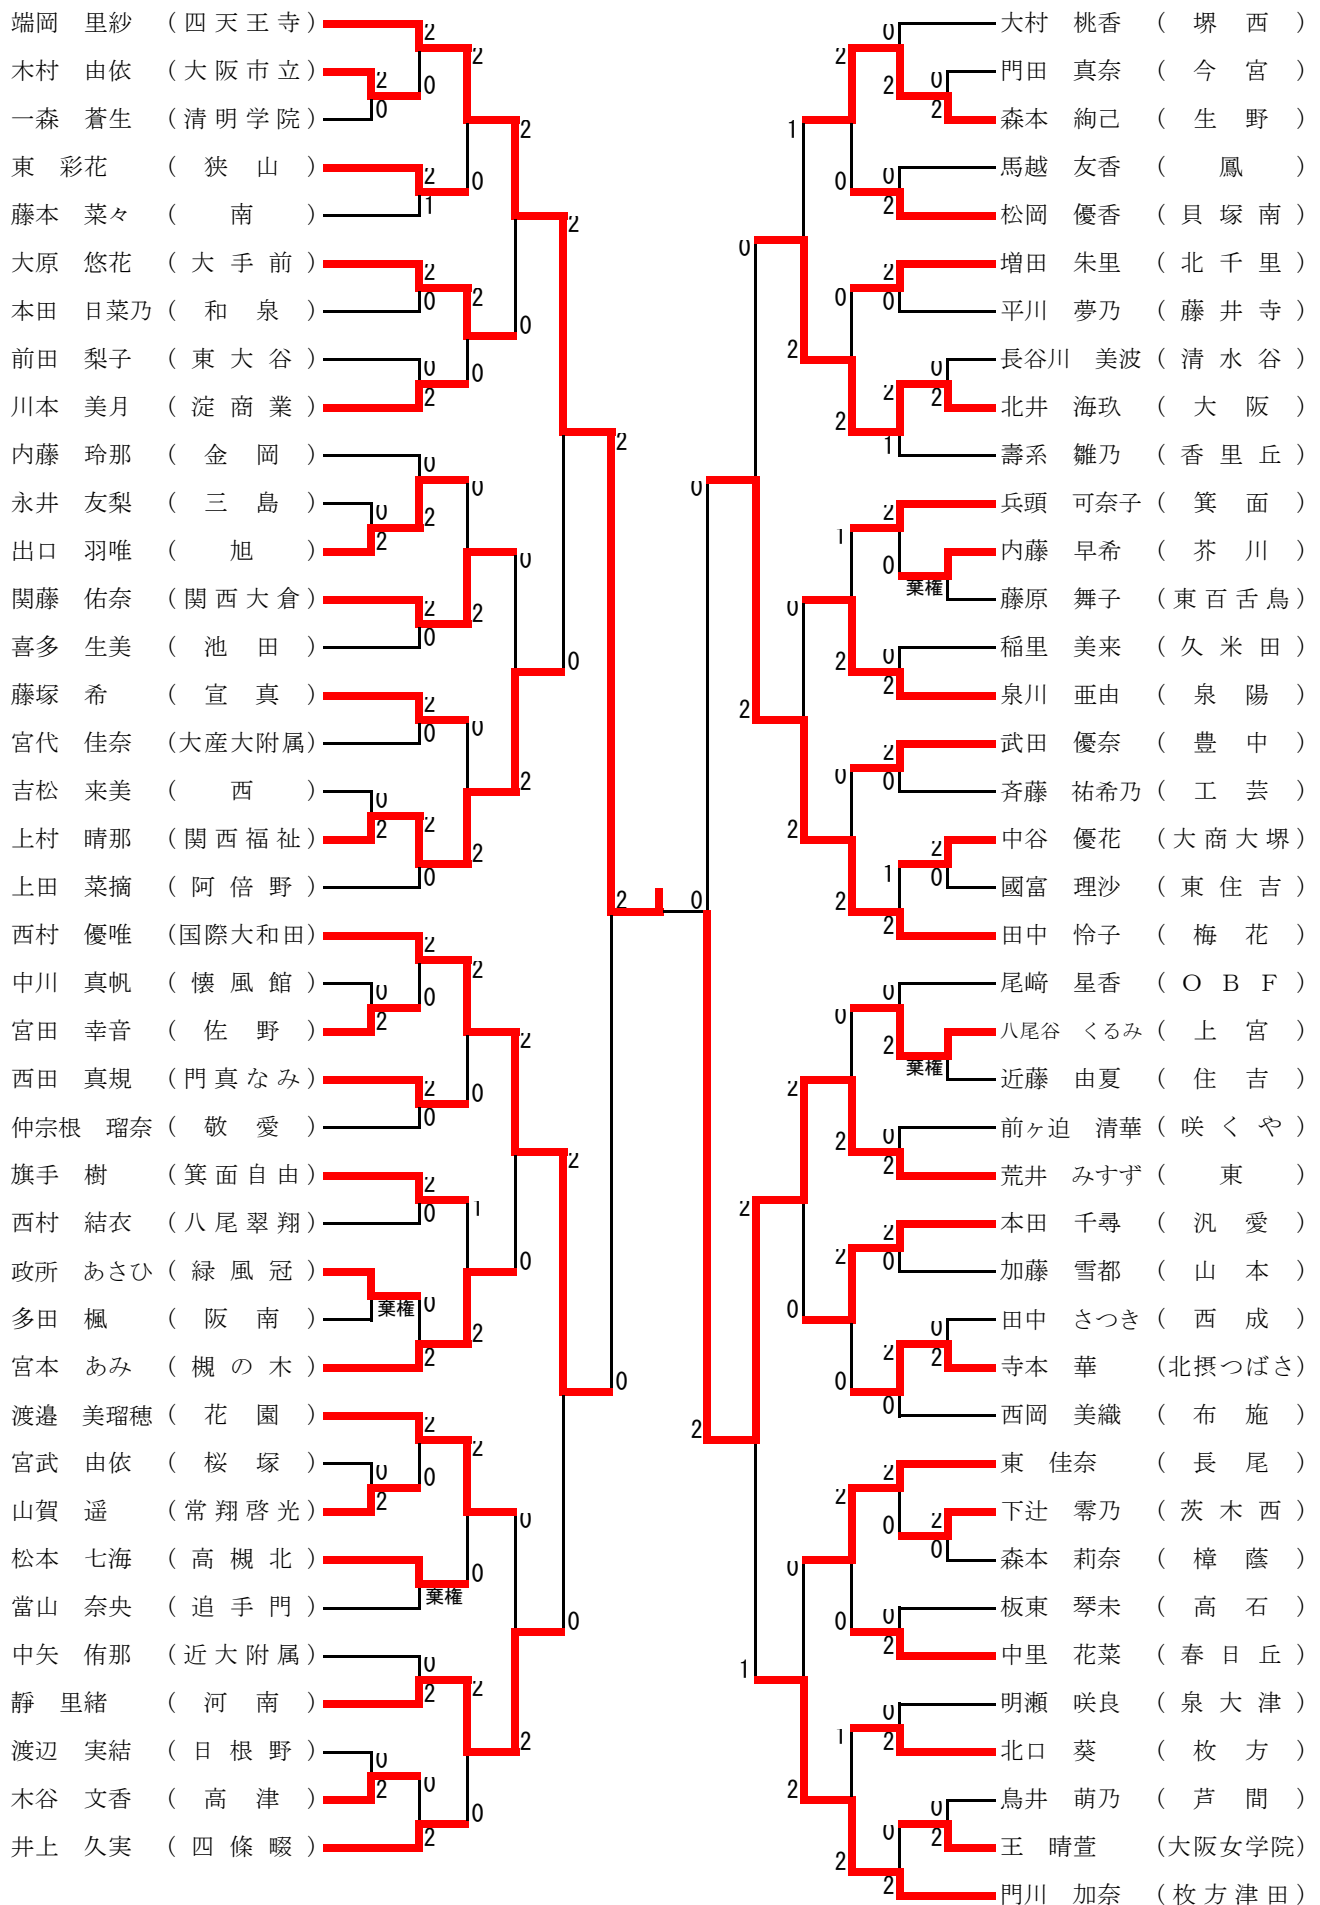 端岡 里紗 (四天王寺)
木村 由依 (大阪市立)
一森 蒼生 (清明学院)
東 彩花 (狭山)
藤本 菜々 (南)
大原 悠花 (大手前)
本田 日菜乃 (和泉)
前田 梨子 (東大谷)
川本 美月 (淀商業)
内藤 玲那 (金岡)
永井 友梨 (三島)
出口 羽唯 (旭)
関藤 佑奈 (関西大倉)
喜多 生美 (池田)
藤塚 希 (宣真)
宮代 佳奈 (大産大附属)
吉松 来美 (西)
上村 晴那 (関西福祉)
上田 菜摘 (阿倍野)
西村 優唯 (国際大和田)
中川 真帆 (懐風館)
宮田 幸音 (佐野)
西田 真規 (門真なみ)
仲宗根 瑠奈 (敬愛)
旗手 樹 (箕面自由)
西村 結衣 (八尾翠翔)
政所 あさひ (緑風冠)
棄権
多田 楓 (阪南)
宮本 あみ (槻の木)
渡邉 美瑠穂 (花園)
宮武 由依 (桜塚)
山賀 遥 (常翔啓光)
松本 七海 (高槻北)
棄権
當山 奈央 (追手門)
中矢 侑那 (近大附属)
靜 里緒 (河南)
渡辺 実結 (日根野)
木谷 文香 (高津)
井上 久実 (四條畷)
大村 桃香 (堺西)
門田 真奈 (今宮)
森本 絢己 (生野)
馬越 友香 (鳳)
松岡 優香 (貝塚南)
増田 朱里 (北千里)
平川 夢乃 (藤井寺)
長谷川 美波 (清水谷)
北井 海玖 (大阪)
壽系 雛乃 (香里丘)
兵頭 可奈子 (箕面)
内藤 早希 (芥川)
棄権
藤原 舞子 (東百舌鳥)
稲里 美来 (久米田)
泉川 亜由 (泉陽)
武田 優奈 (豊中)
斉藤 祐希乃 (工芸)
中谷 優花 (大商大堺)
國富 理沙 (東住吉)
田中 怜子 (梅花)
尾﨑 星香 (ＯＢＦ)
八尾谷 くるみ (上宮)
棄権
近藤 由夏 (住吉)
前ヶ迫 清華 (咲くや)
荒井 みすず (東)
本田 千尋 (汎愛)
加藤 雪都 (山本)
田中 さつき (西成)
寺本 華 (北摂つばさ)
西岡 美織 (布施)
東 佳奈 (長尾)
下辻 零乃 (茨木西)
森本 莉奈 (樟蔭)
板東 琴未 (高石)
中里 花菜 (春日丘)
明瀬 咲良 (泉大津)
北口 葵 (枚方)
鳥井 萌乃 (芦間)
王 晴萱 (大阪女学院)
門川 加奈 (枚方津田)